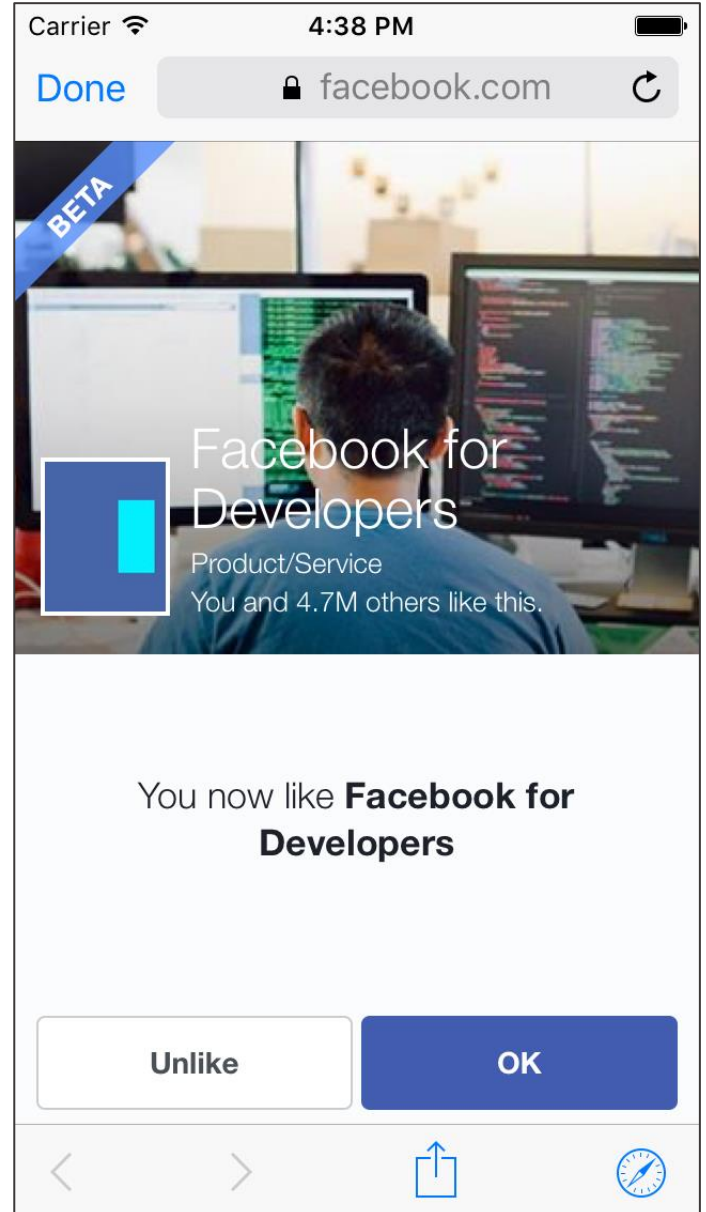 Carrier 4:38 PM
Done facebook.com
BETA
Facebook for
Developers
Product/Service
You and 4.7M others like this.
You now like Facebook for
Developers
Unlike OK